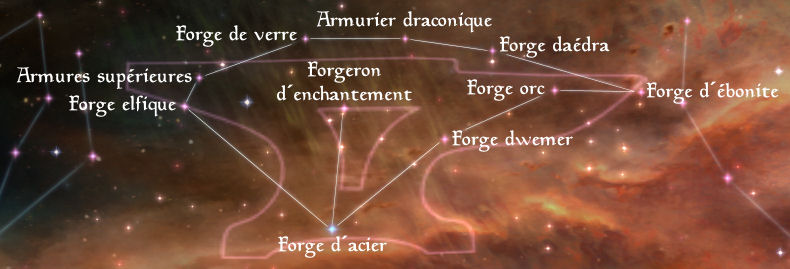 Armurier draconique
Forge de verre
Forge daédra
Armures supérieures
Forgeron
d´enchantement
Forge orc
Forge d´ébonite
Forge elfique
Forge dwemer
Forge d´acier